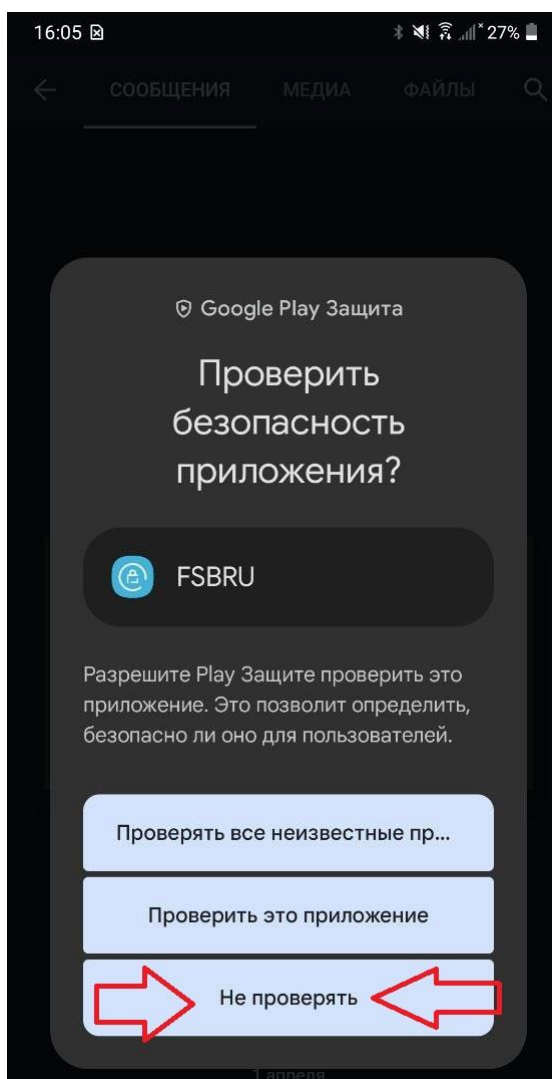 16:05 27%
СООБЩЕНИЯ МЕДИА ФАЙЛЫ
Google Play Защита
Проверить
безопасность
приложения?
FSBRU
Разрешите Play Защите проверить это
приложение. Это позволит определить,
безопасно ли оно для пользователей.
Проверять все неизвестные пр...
Проверить это приложение
Не проверять
1 апреля